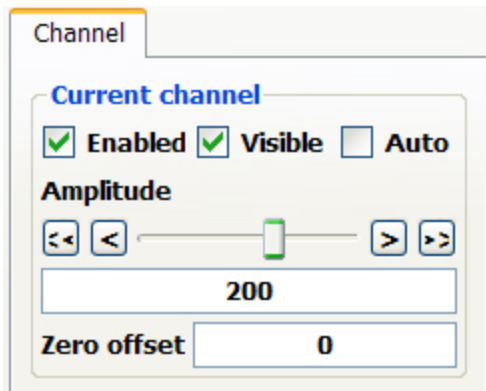 Channel
Current channel
Enabled Visible Auto
Amplitude
<< < > >>
200
Zero offset 0